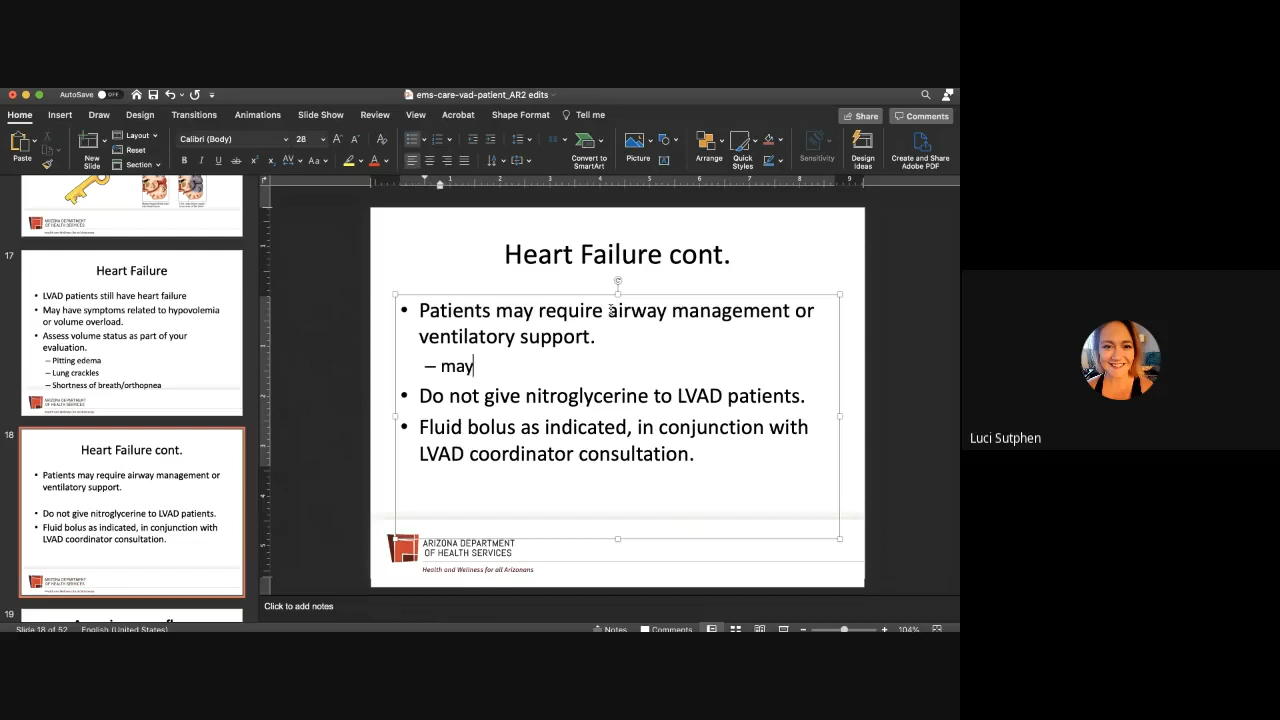 AutoSave OFF
ems-care-vad-patient_AR2 edits
Home Insert Draw Design Transitions Animations Slide Show Review View Acrobat Shape Format Tell me
Share Comments
Paste
New Slide
Layout
Reset
Section
Calibri (Body) 28
Convert to SmartArt
Picture
Arrange
Quick Styles
Sensitivity
Design Ideas
Create and Share Adobe PDF
ARIZONA DEPARTMENT
OF HEALTH SERVICES
17
Heart Failure
• LVAD patients still have heart failure
• May have symptoms related to hypovolemia
or volume overload.
• Assess volume status as part of your
evaluation.
– Pitting edema
– Lung crackles
– Shortness of breath/orthopnea
ARIZONA DEPARTMENT
OF HEALTH SERVICES
18
Heart Failure cont.
• Patients may require airway management or
ventilatory support.
• Do not give nitroglycerine to LVAD patients.
• Fluid bolus as indicated, in conjunction with
LVAD coordinator consultation.
ARIZONA DEPARTMENT
OF HEALTH SERVICES
19
Heart Failure cont.
• Patients may require airway management or
ventilatory support.
– may
• Do not give nitroglycerine to LVAD patients.
• Fluid bolus as indicated, in conjunction with
LVAD coordinator consultation.
ARIZONA DEPARTMENT
OF HEALTH SERVICES
Health and Wellness for all Arizonans
Click to add notes
Slide 18 of 52 English (United States) Notes Comments 104%
Luci Sutphen